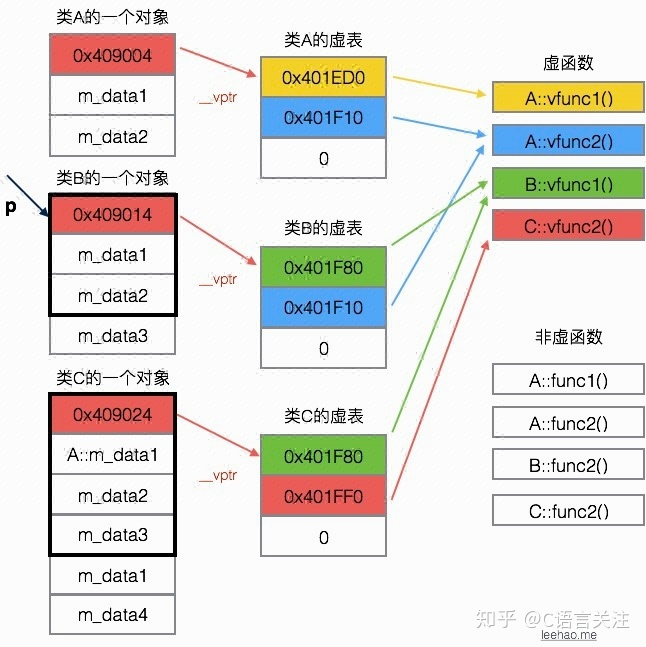 类A的一个对象
0x409004
m_data1
m_data2
__vptr
类A的虚表
0x401ED0
0x401F10
0
虚函数
A::vfunc1()
A::vfunc2()
B::vfunc1()
C::vfunc2()
p
类B的一个对象
0x409014
m_data1
m_data2
m_data3
__vptr
类B的虚表
0x401F80
0x401F10
0
类C的一个对象
0x409024
A::m_data1
m_data2
m_data3
m_data1
m_data4
__vptr
类C的虚表
0x401F80
0x401FF0
0
非虚函数
A::func1()
A::func2()
B::func2()
C::func2()
知乎 @C语言关注
leehao.me